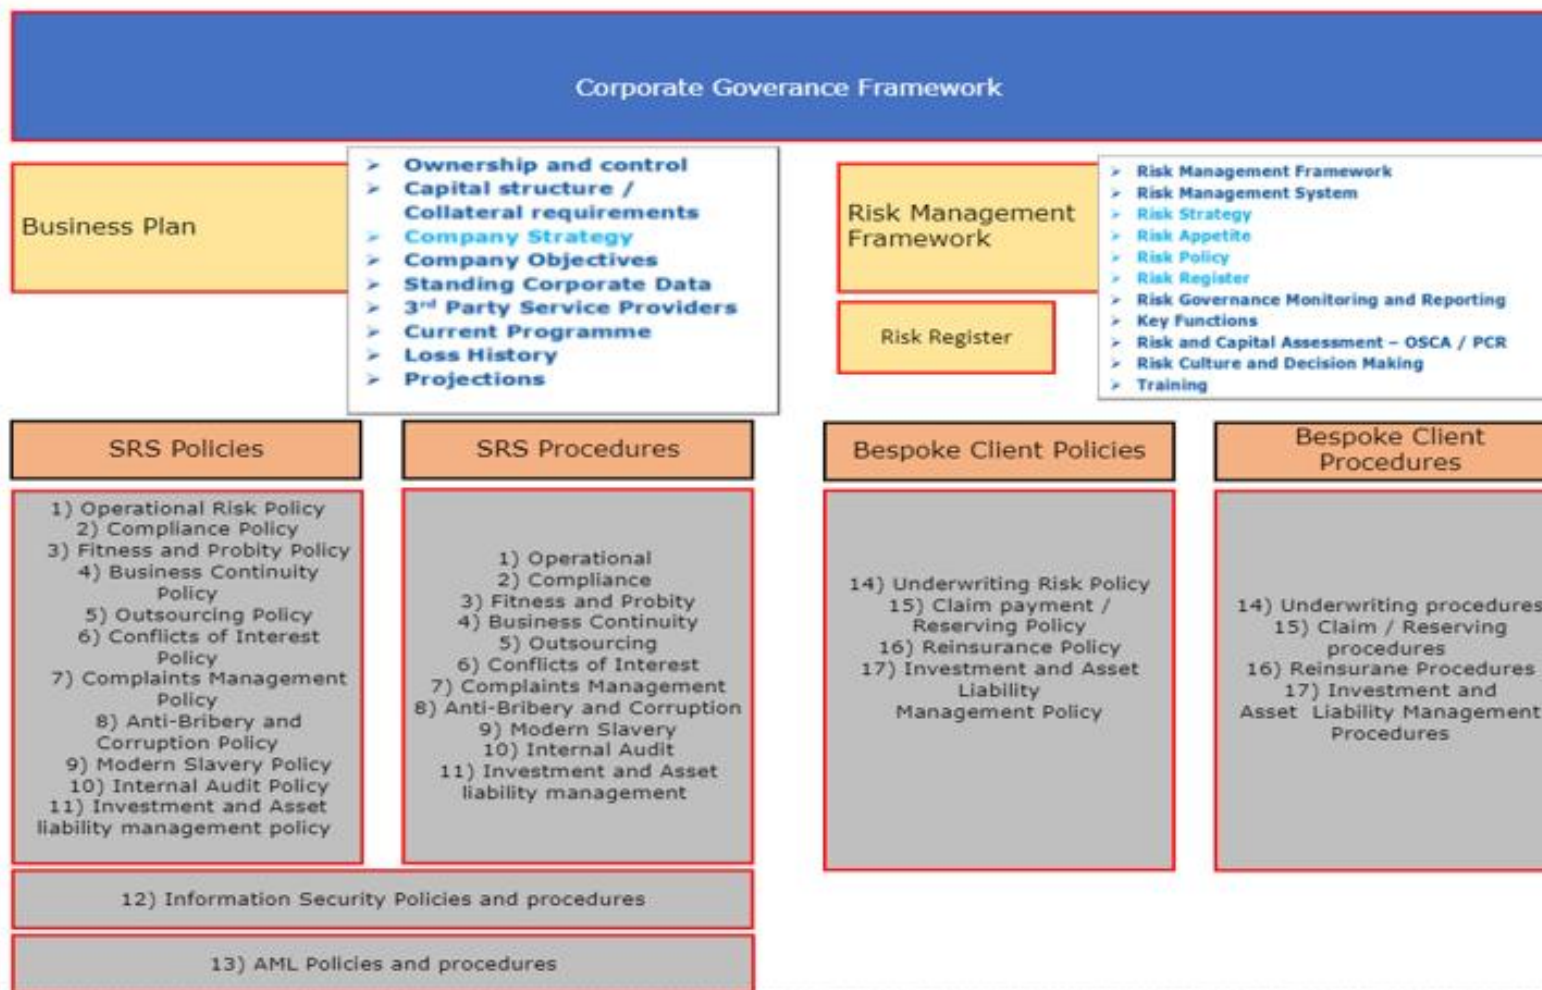 Corporate Goverance Framework
Business Plan
➢ Ownership and control
➢ Capital structure /
Collateral requirements
➢ Company Strategy
➢ Company Objectives
➢ Standing Corporate Data
➢ 3rd Party Service Providers
➢ Current Programme
➢ Loss History
➢ Projections
Risk Management
Framework
Risk Register
➢ Risk Management Framework
➢ Risk Management System
➢ Risk Strategy
➢ Risk Appetite
➢ Risk Policy
➢ Risk Register
➢ Risk Governance Monitoring and Reporting
➢ Key Functions
➢ Risk and Capital Assessment – OSCA / PCR
➢ Risk Culture and Decision Making
➢ Training
SRS Policies
1) Operational Risk Policy
2) Compliance Policy
3) Fitness and Probity Policy
4) Business Continuity
Policy
5) Outsourcing Policy
6) Conflicts of Interest
Policy
7) Complaints Management
Policy
8) Anti-Bribery and
Corruption Policy
9) Modern Slavery Policy
10) Internal Audit Policy
11) Investment and Asset
liability management policy
SRS Procedures
1) Operational
2) Compliance
3) Fitness and Probity
4) Business Continuity
5) Outsourcing
6) Conflicts of Interest
7) Complaints Management
8) Anti-Bribery and Corruption
9) Modern Slavery
10) Internal Audit
11) Investment and Asset
liability management
12) Information Security Policies and procedures
13) AML Policies and procedures
Bespoke Client Policies
14) Underwriting Risk Policy
15) Claim payment /
Reserving Policy
16) Reinsurance Policy
17) Investment and Asset
Liability
Management Policy
Bespoke Client
Procedures
14) Underwriting procedures
15) Claim / Reserving
procedures
16) Reinsurane Procedures
17) Investment and
Asset Liability Management
Procedures